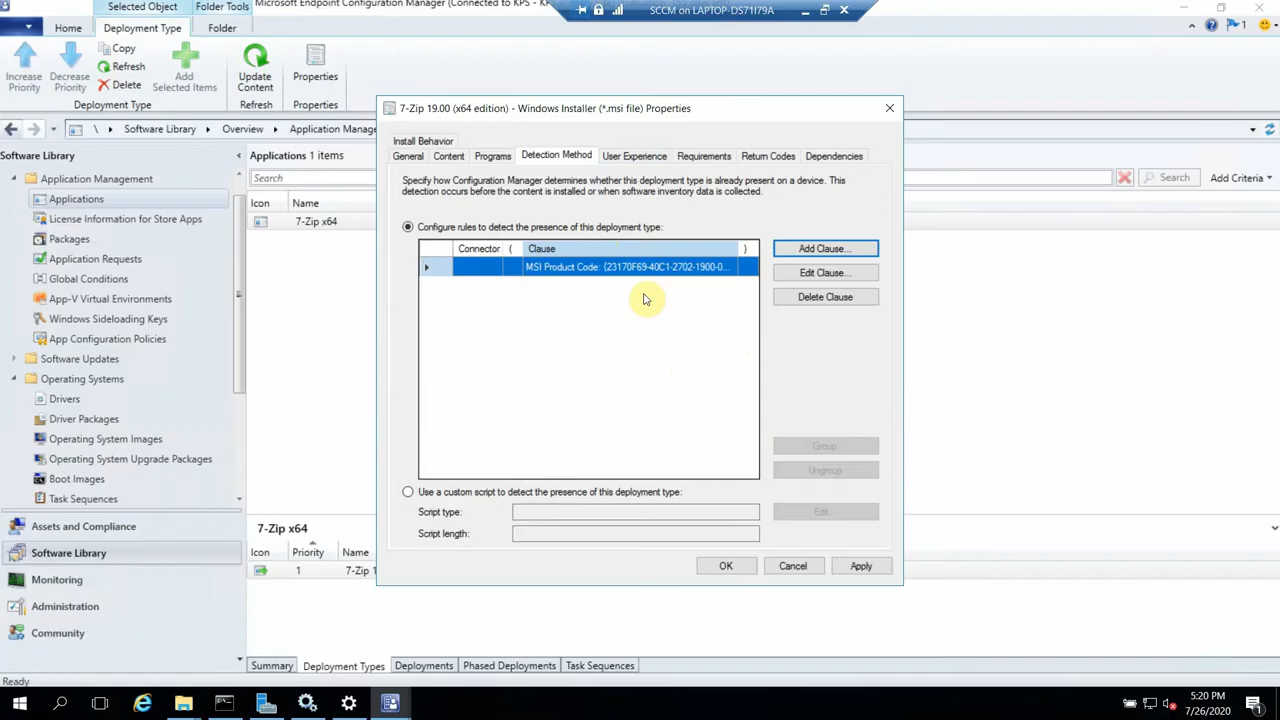 Selected Object
Folder Tools
Microsoft Endpoint Configuration Manager (Connected to KPS - KP
SCCM on LAPTOP-DS71I79A
Home
Deployment Type
Folder
1
Increase Priority
Decrease Priority
Copy
Refresh
Delete
Add Selected Items
Update Content
Properties
Deployment Type
Refresh
Properties
\
Software Library
Overview
Application Manage
Software Library
Application Management
Applications
License Information for Store Apps
Packages
Application Requests
Global Conditions
App-V Virtual Environments
Windows Sideloading Keys
App Configuration Policies
Software Updates
Operating Systems
Drivers
Driver Packages
Operating System Images
Operating System Upgrade Packages
Boot Images
Task Sequences
Assets and Compliance
Software Library
Monitoring
Administration
Community
Applications 1 items
Search
Search
Add Criteria
Icon Name
7-Zip x64
7-Zip 19.00 (x64 edition) - Windows Installer (*.msi file) Properties
Install Behavior
General Content Programs Detection Method User Experience Requirements Return Codes Dependencies
Specify how Configuration Manager determines whether this deployment type is already present on a device. This
detection occurs before the content is installed or when software inventory data is collected.
Configure rules to detect the presence of this deployment type:
Connector ( Clause )
MSI Product Code: {23170F69-40C1-2702-1900-0...
Add Clause...
Edit Clause...
Delete Clause
Group
Ungroup
Use a custom script to detect the presence of this deployment type:
Script type:
Edit...
Script length:
OK Cancel Apply
7-Zip x64
Icon Priority Name
1 7-Zip 1
Summary Deployment Types Deployments Phased Deployments Task Sequences
Ready
5:20 PM
7/26/2020
1